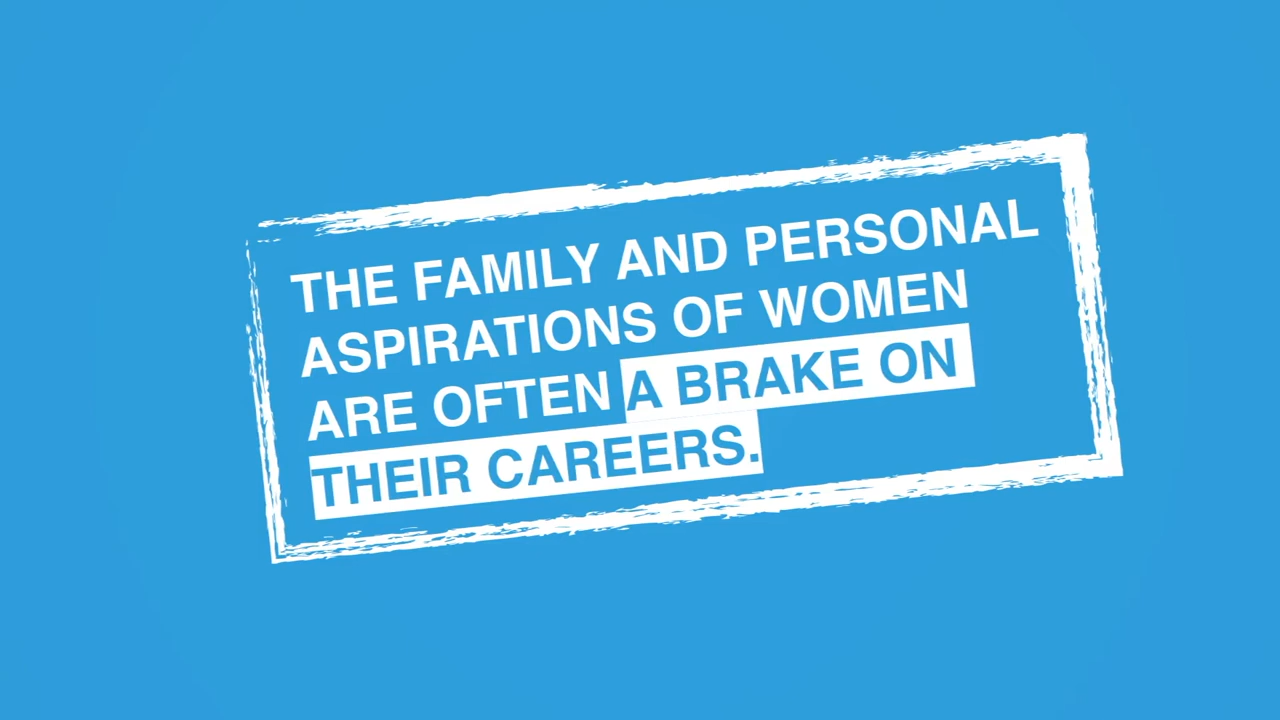 THE FAMILY AND PERSONAL
ASPIRATIONS OF WOMEN
ARE OFTEN A BRAKE ON
THEIR CAREERS.